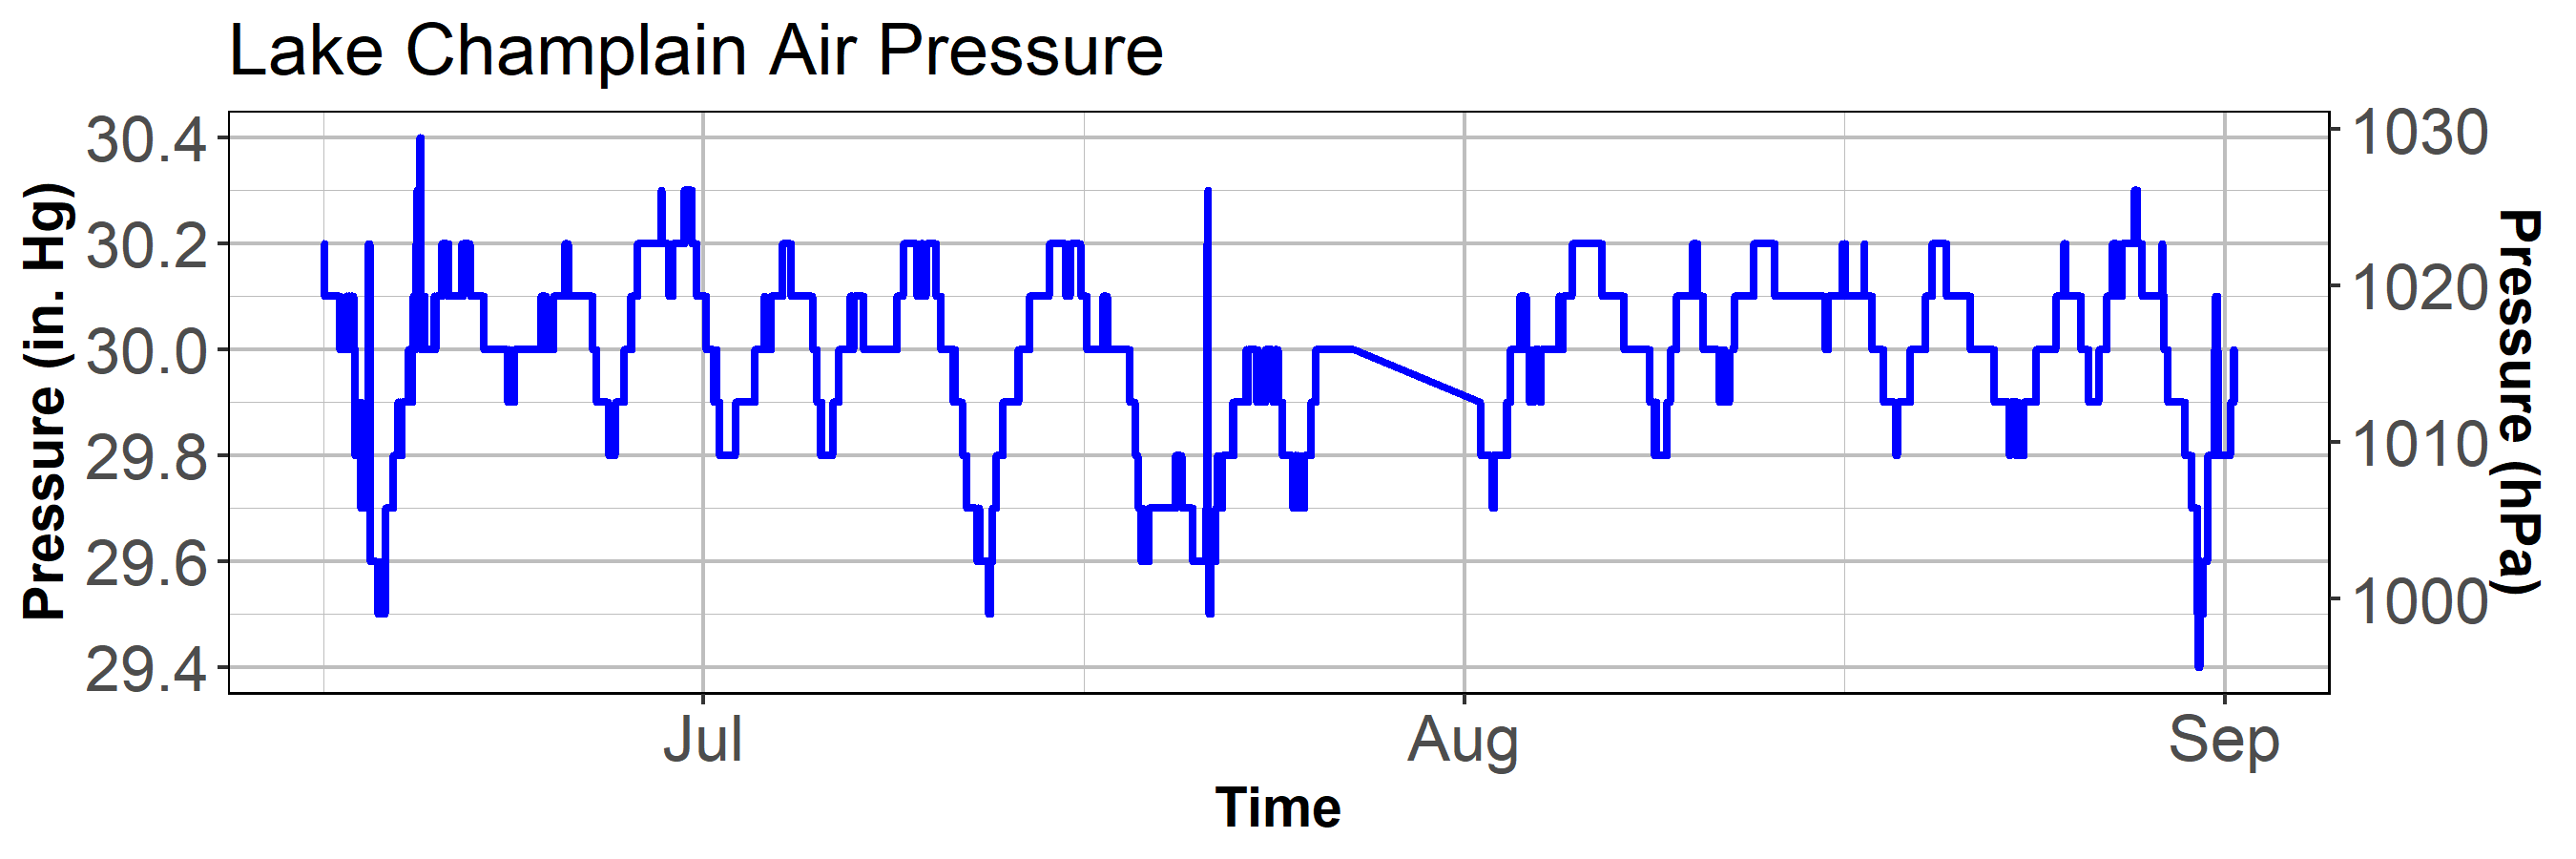 Lake Champlain Air Pressure
Pressure (in. Hg)
30.4
30.2
30.0
29.8
29.6
29.4
1030
1020
1010
1000
Pressure (hPa)
Jul
Aug
Sep
Time